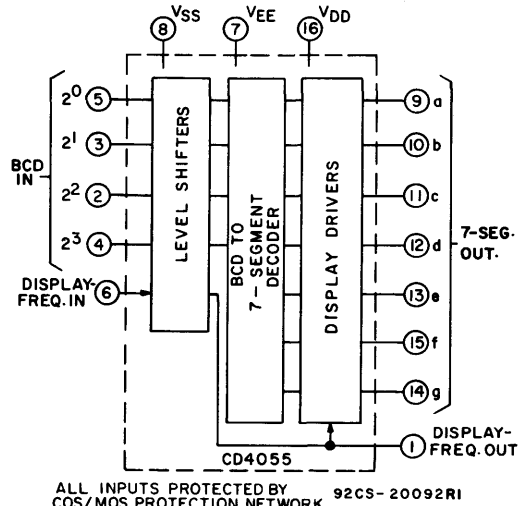 VSS VEE VDD
8 7 16
2⁰ 5
2¹ 3
2² 2
2³ 4
BCD
IN
DISPLAY-
FREQ. IN
6
LEVEL SHIFTERS
BCD TO
7-SEGMENT
DECODER
DISPLAY DRIVERS
9 a
10 b
11 c
12 d
13 e
15 f
14 g
7-SEG.
OUT.
1 DISPLAY-
FREQ. OUT
CD4055
ALL INPUTS PROTECTED BY
COS/MOS PROTECTION NETWORK
92CS-20092R1